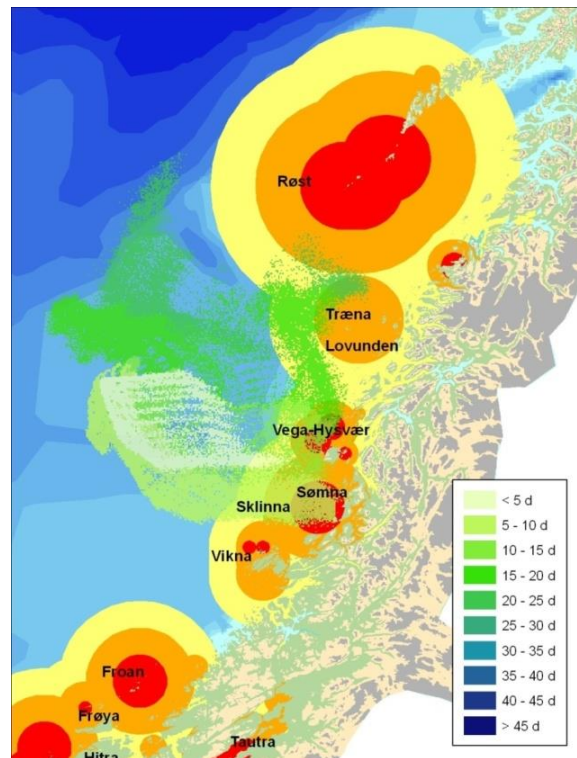 Røst
Træna
Lovunden
Vega-Hysvær
Sømna
Sklinna
Vikna
Froan
Frøya
Hitra
Tautra
< 5 d
5 - 10 d
10 - 15 d
15 - 20 d
20 - 25 d
25 - 30 d
30 - 35 d
35 - 40 d
40 - 45 d
> 45 d